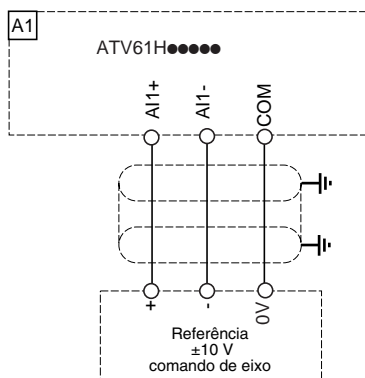 A1
ATV61H●●●●●
AI1+
AI1-
COM
+
-
0V
Referência
±10 V
comando de eixo